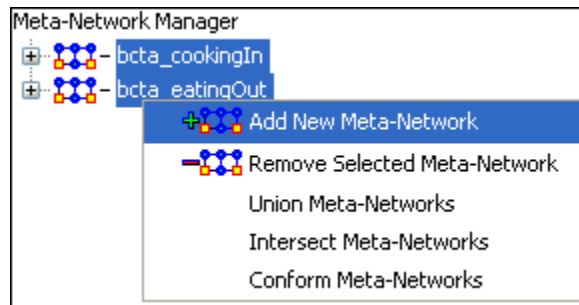 Meta-Network Manager
bcta_cookingIn
bcta_eatingOut
Add New Meta-Network
Remove Selected Meta-Network
Union Meta-Networks
Intersect Meta-Networks
Conform Meta-Networks